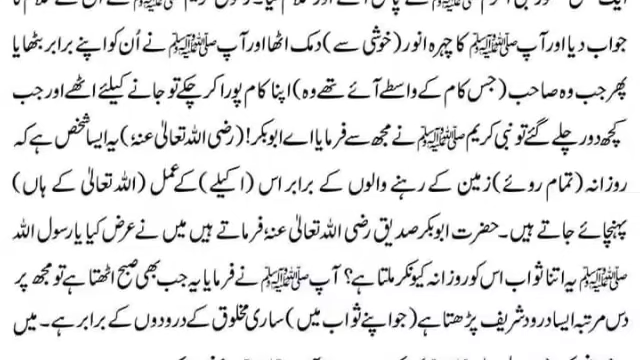 جواب دیا اور آپ ﷺ کا چہرہ انور (خوشی سے) دمک اٹھا اور آپ ﷺ نے اُن کو اپنے برابر بٹھایا
پھر جب وہ صاحب (جس کام کے واسطے آئے تھے وہ) اپنا کام پورا کر چکے تو جانے کیلئے اٹھے اور جب
کچھ دور چلے گئے تو نبی کریم ﷺ نے مجھ سے فرمایا اے ابوبکر! (رضی اللہ تعالیٰ عنہٗ) یہ ایسا شخص ہے کہ
روزانہ (تمام روئے) زمین کے رہنے والوں کے برابر اس (اکیلے) کے عمل (اللہ تعالیٰ کے ہاں)
پہنچائے جاتے ہیں۔ حضرت ابوبکر صدیق رضی اللہ تعالیٰ عنہٗ فرماتے ہیں میں نے عرض کیا یا رسول اللہ
ﷺ یہ اتنا ثواب اس کو روزانہ کیونکر ملتا ہے؟ آپ ﷺ نے فرمایا یہ جب بھی صبح اٹھتا ہے تو مجھ پر
دس مرتبہ ایسا درود شریف پڑھتا ہے (جو اپنے ثواب میں) ساری مخلوق کے درودوں کے برابر ہے۔ میں